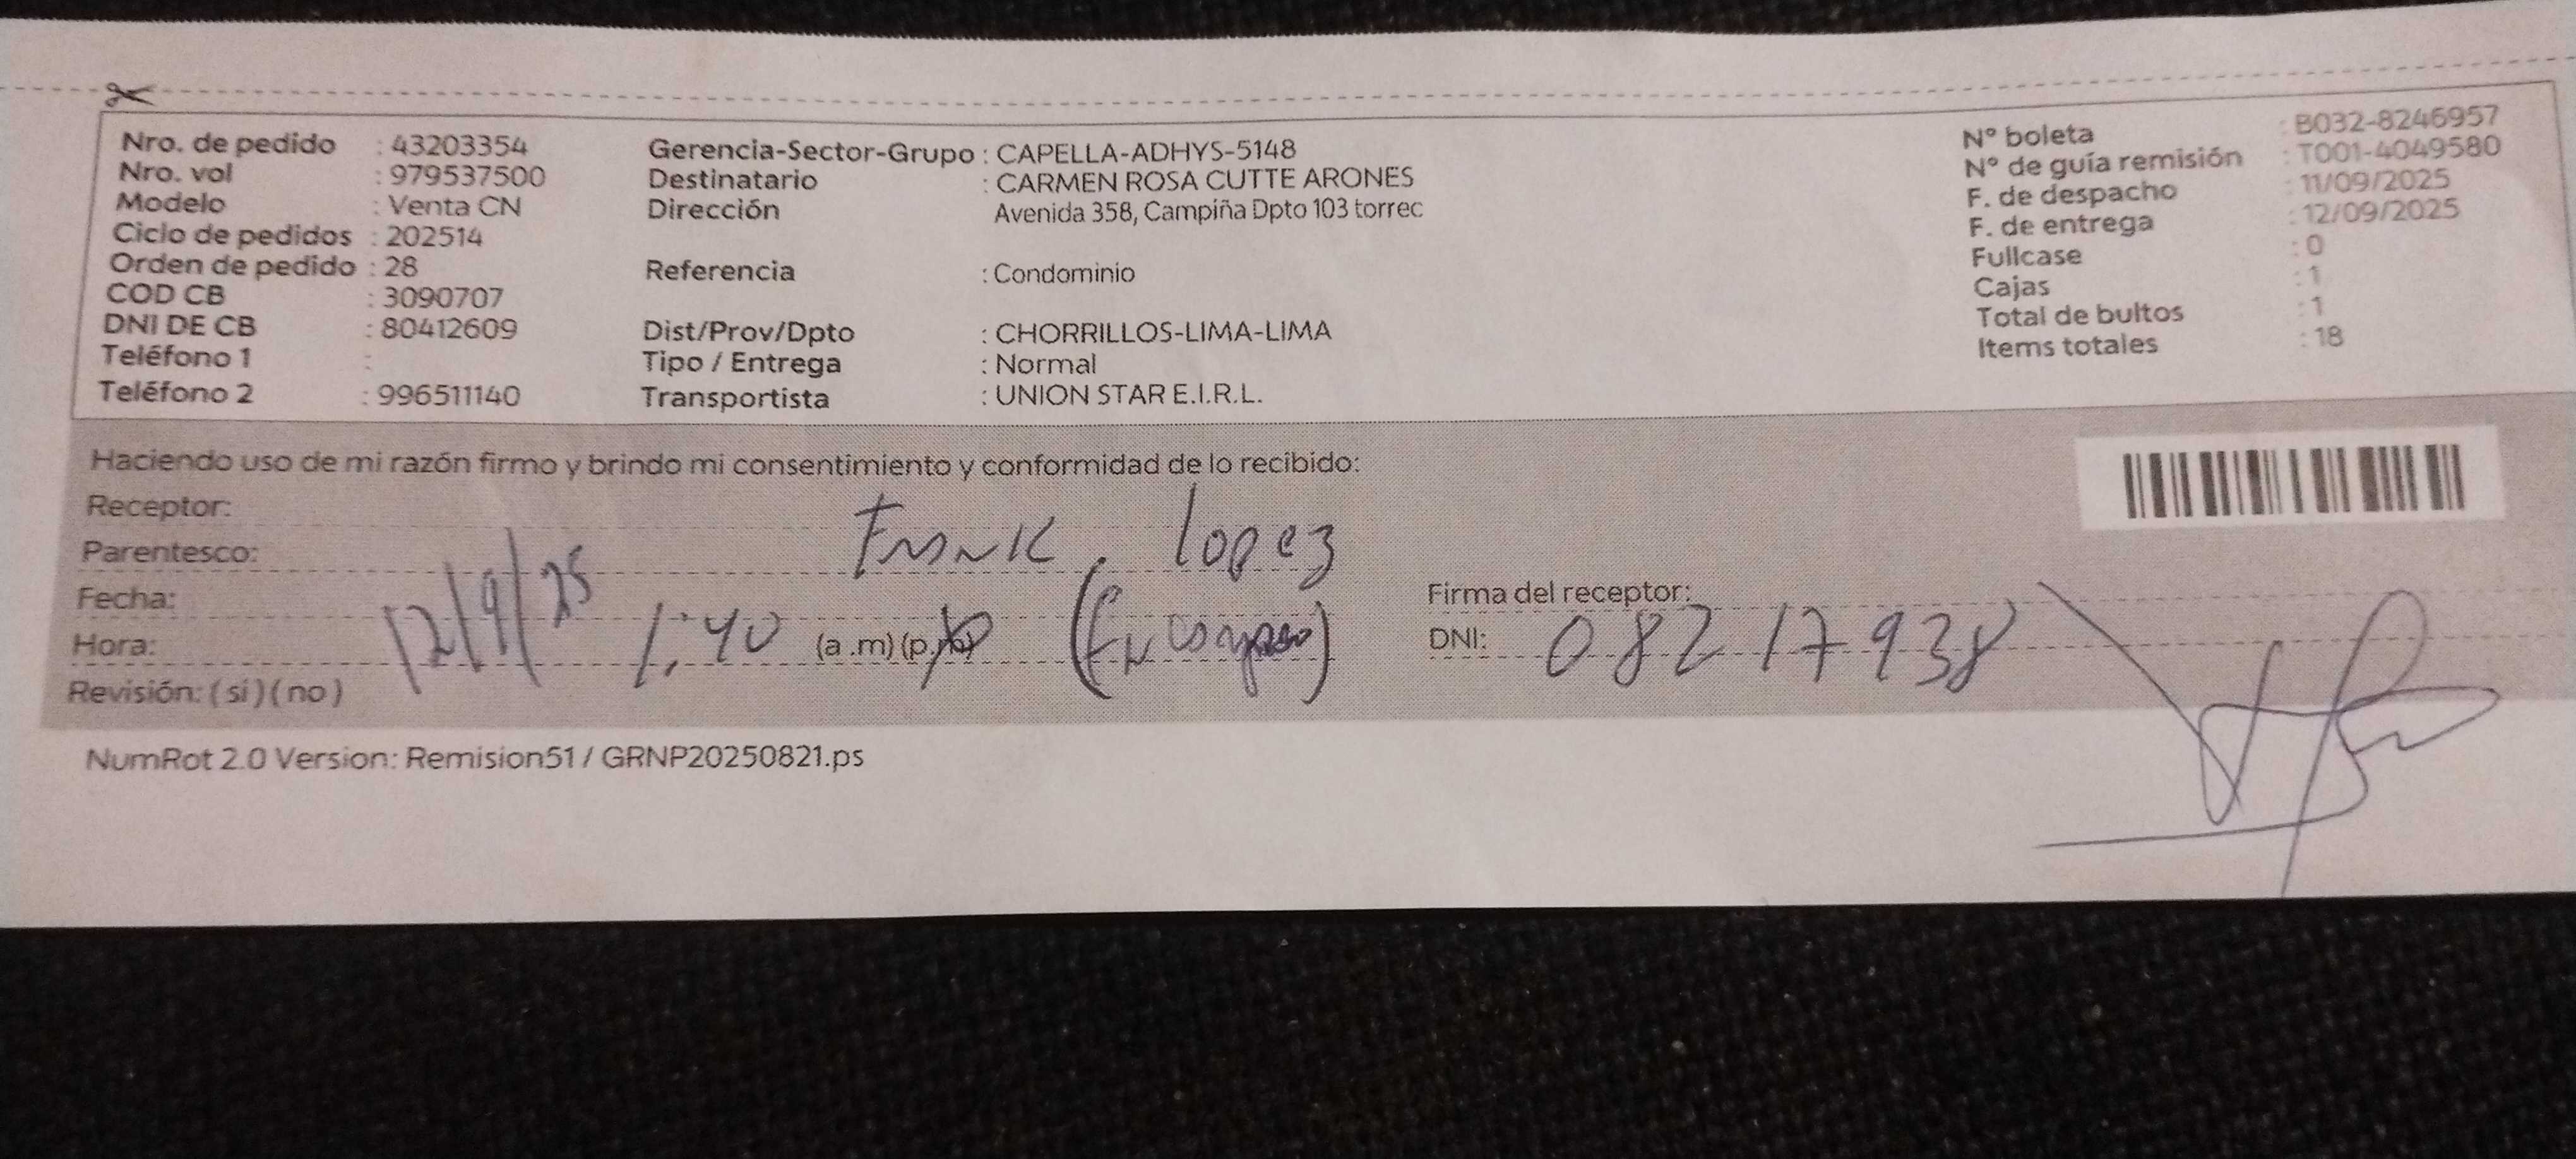 Nro. de pedido : 43203354
Nro. vol : 979537500
Modelo : Venta CN
Ciclo de pedidos : 202514
Orden de pedido : 28
COD CB : 3090707
DNI DE CB : 80412609
Teléfono 1 :
Teléfono 2 : 996511140
Gerencia-Sector-Grupo : CAPELLA-ADHYS-5148
Destinatario : CARMEN ROSA CUTTE ARONES
Dirección Avenida 358, Campiña Dpto 103 torrec
Referencia : Condominio
Dist/Prov/Dpto : CHORRILLOS-LIMA-LIMA
Tipo / Entrega : Normal
Transportista : UNION STAR E.I.R.L.
N° boleta : B032-8246957
N° de guía remisión : T001-4049580
F. de despacho : 11/09/2025
F. de entrega : 12/09/2025
Fullcase : 0
Cajas : 1
Total de bultos : 1
Items totales : 18
Haciendo uso de mi razón firmo y brindo mi consentimiento y conformidad de lo recibido:
Receptor: Frank. lopez
Parentesco:
Fecha: 12/9/25
Firma del receptor:
Hora: 1:40 (a.m) (p.m)
DNI: 08217938
Revisión: (si) (no)
NumRot 2.0 Version: Remision51 / GRNP20250821.ps